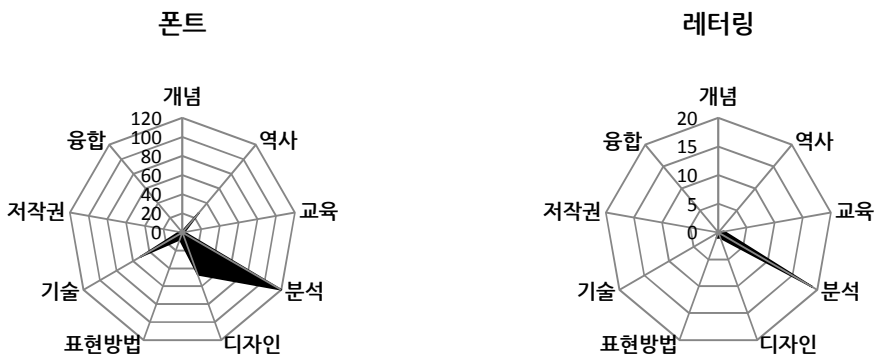 폰트
개념
120
100
80
60
40
20
0
역사
교육
분석
디자인
표현방법
기술
저작권
융합
레터링
개념
20
15
10
5
0
역사
교육
분석
디자인
표현방법
기술
저작권
융합